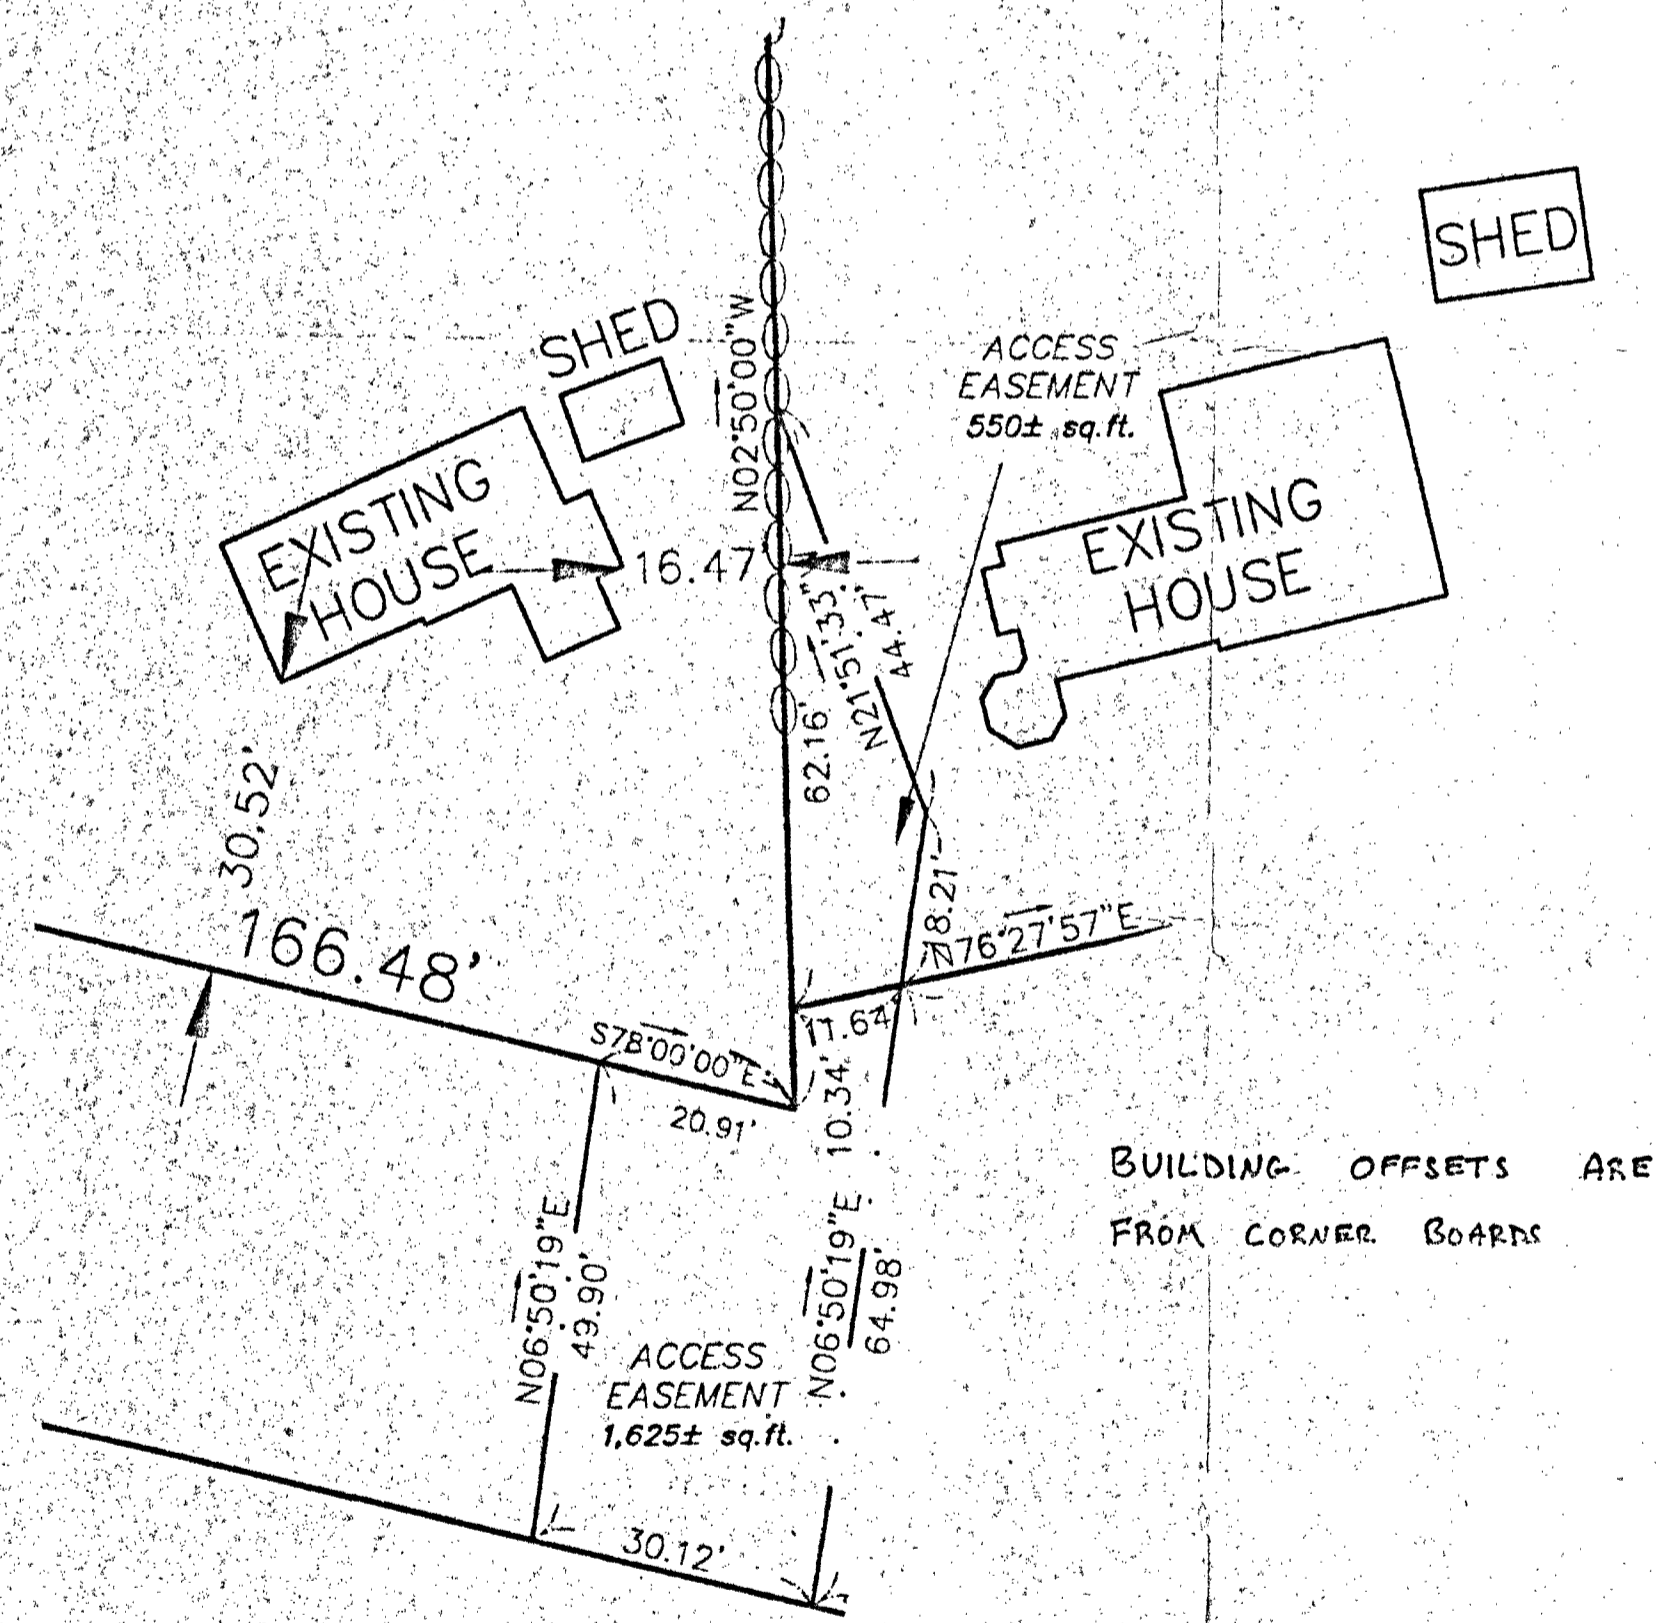 SHED
SHED
N02°50'00"W
ACCESS
EASEMENT
550± sq.ft.
EXISTING
HOUSE
16.47'
EXISTING
HOUSE
N21°51'33"
44.47'
62.16'
30.52'
18.21'
N76°27'57"E
166.48'
11.64'
S78°00'00"E
20.91'
10.34'
BUILDING OFFSETS ARE
FROM CORNER BOARDS
N06°50'19"E
49.90'
N06°50'19"E
64.98'
ACCESS
EASEMENT
1,625± sq.ft.
30.12'